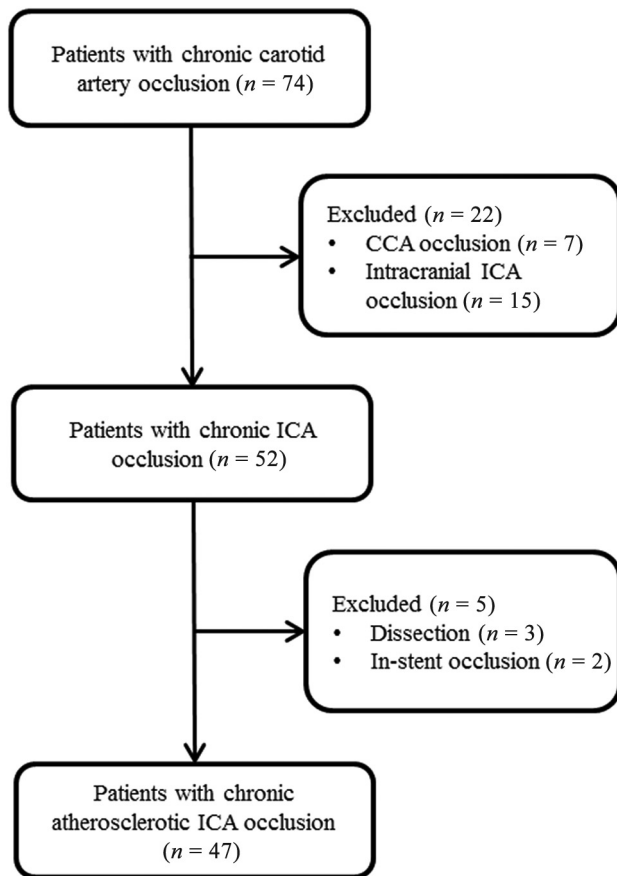 Patients with chronic carotid
artery occlusion (n = 74)
Excluded (n = 22)
• CCA occlusion (n = 7)
• Intracranial ICA
occlusion (n = 15)
Patients with chronic ICA
occlusion (n = 52)
Excluded (n = 5)
• Dissection (n = 3)
• In-stent occlusion (n = 2)
Patients with chronic
atherosclerotic ICA occlusion
(n = 47)